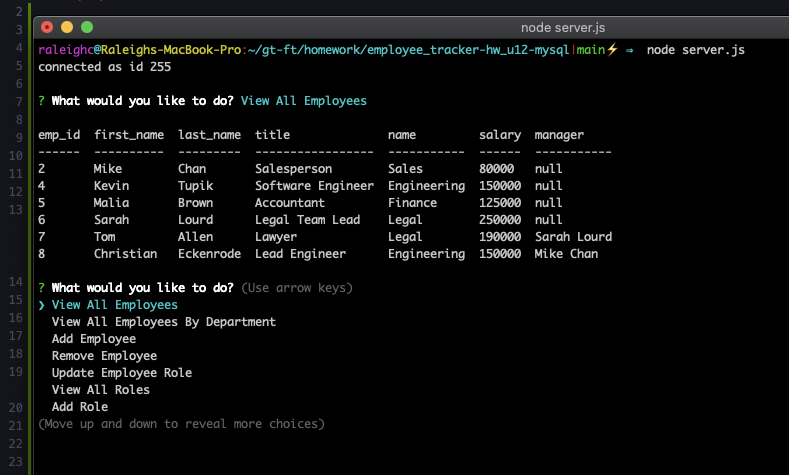 node server.js
raleighc@Raleighs-MacBook-Pro:~/gt-ft/homework/employee_tracker-hw_u12-mysql|main⚡ ⇒  node server.js
connected as id 255
? What would you like to do? View All Employees
emp_id  first_name  last_name  title              name         salary  manager
------  ----------  ---------  -----------------  -----------  ------  -----------
2       Mike        Chan       Salesperson        Sales        80000   null
4       Kevin       Tupik      Software Engineer  Engineering  150000  null
5       Malia       Brown      Accountant         Finance      125000  null
6       Sarah       Lourd      Legal Team Lead    Legal        250000  null
7       Tom         Allen      Lawyer             Legal        190000  Sarah Lourd
8       Christian   Eckenrode  Lead Engineer      Engineering  150000  Mike Chan
? What would you like to do? (Use arrow keys)
❯ View All Employees
View All Employees By Department
Add Employee
Remove Employee
Update Employee Role
View All Roles
Add Role
(Move up and down to reveal more choices)
2
3
4
5
6
7
8
9
10
11
12
13
14
15
16
17
18
19
20
21
22
23